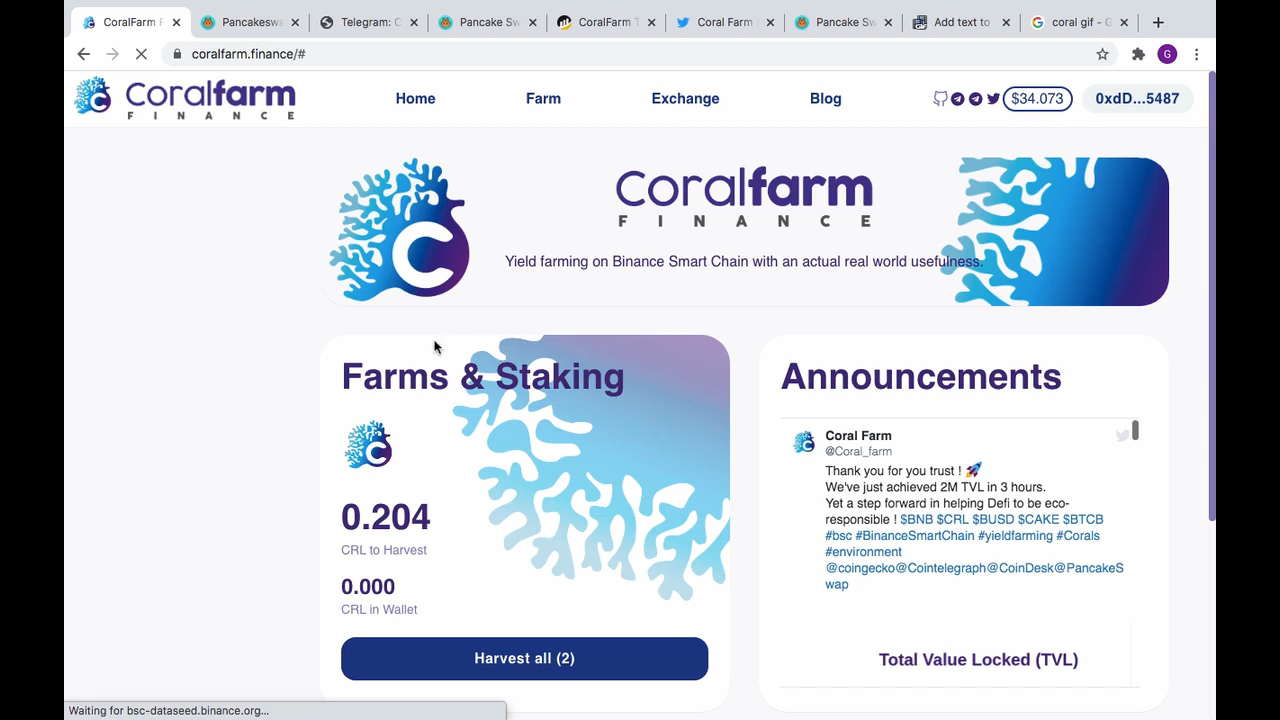 CoralFarm F
Pancakeswa
Telegram: C
Pancake Sw
CoralFarm T
Coral Farm (
Pancake Sw
Add text to
coral gif - G
coralfarm.finance/#
G
Coralfarm
FINANCE
Home
Farm
Exchange
Blog
$34.073
0xdD...5487
C
Coralfarm
FINANCE
Yield farming on Binance Smart Chain with an actual real world usefulness.
Farms & Staking
C
0.204
CRL to Harvest
0.000
CRL in Wallet
Harvest all (2)
Announcements
Coral Farm
@Coral_farm
Thank you for you trust ! 🚀
We've just achieved 2M TVL in 3 hours.
Yet a step forward in helping Defi to be eco-
responsible ! $BNB $CRL $BUSD $CAKE $BTCB
#bsc #BinanceSmartChain #yieldfarming #Corals
#environment
@coingecko@Cointelegraph@CoinDesk@PancakeS
wap
Total Value Locked (TVL)
Waiting for bsc-dataseed.binance.org...